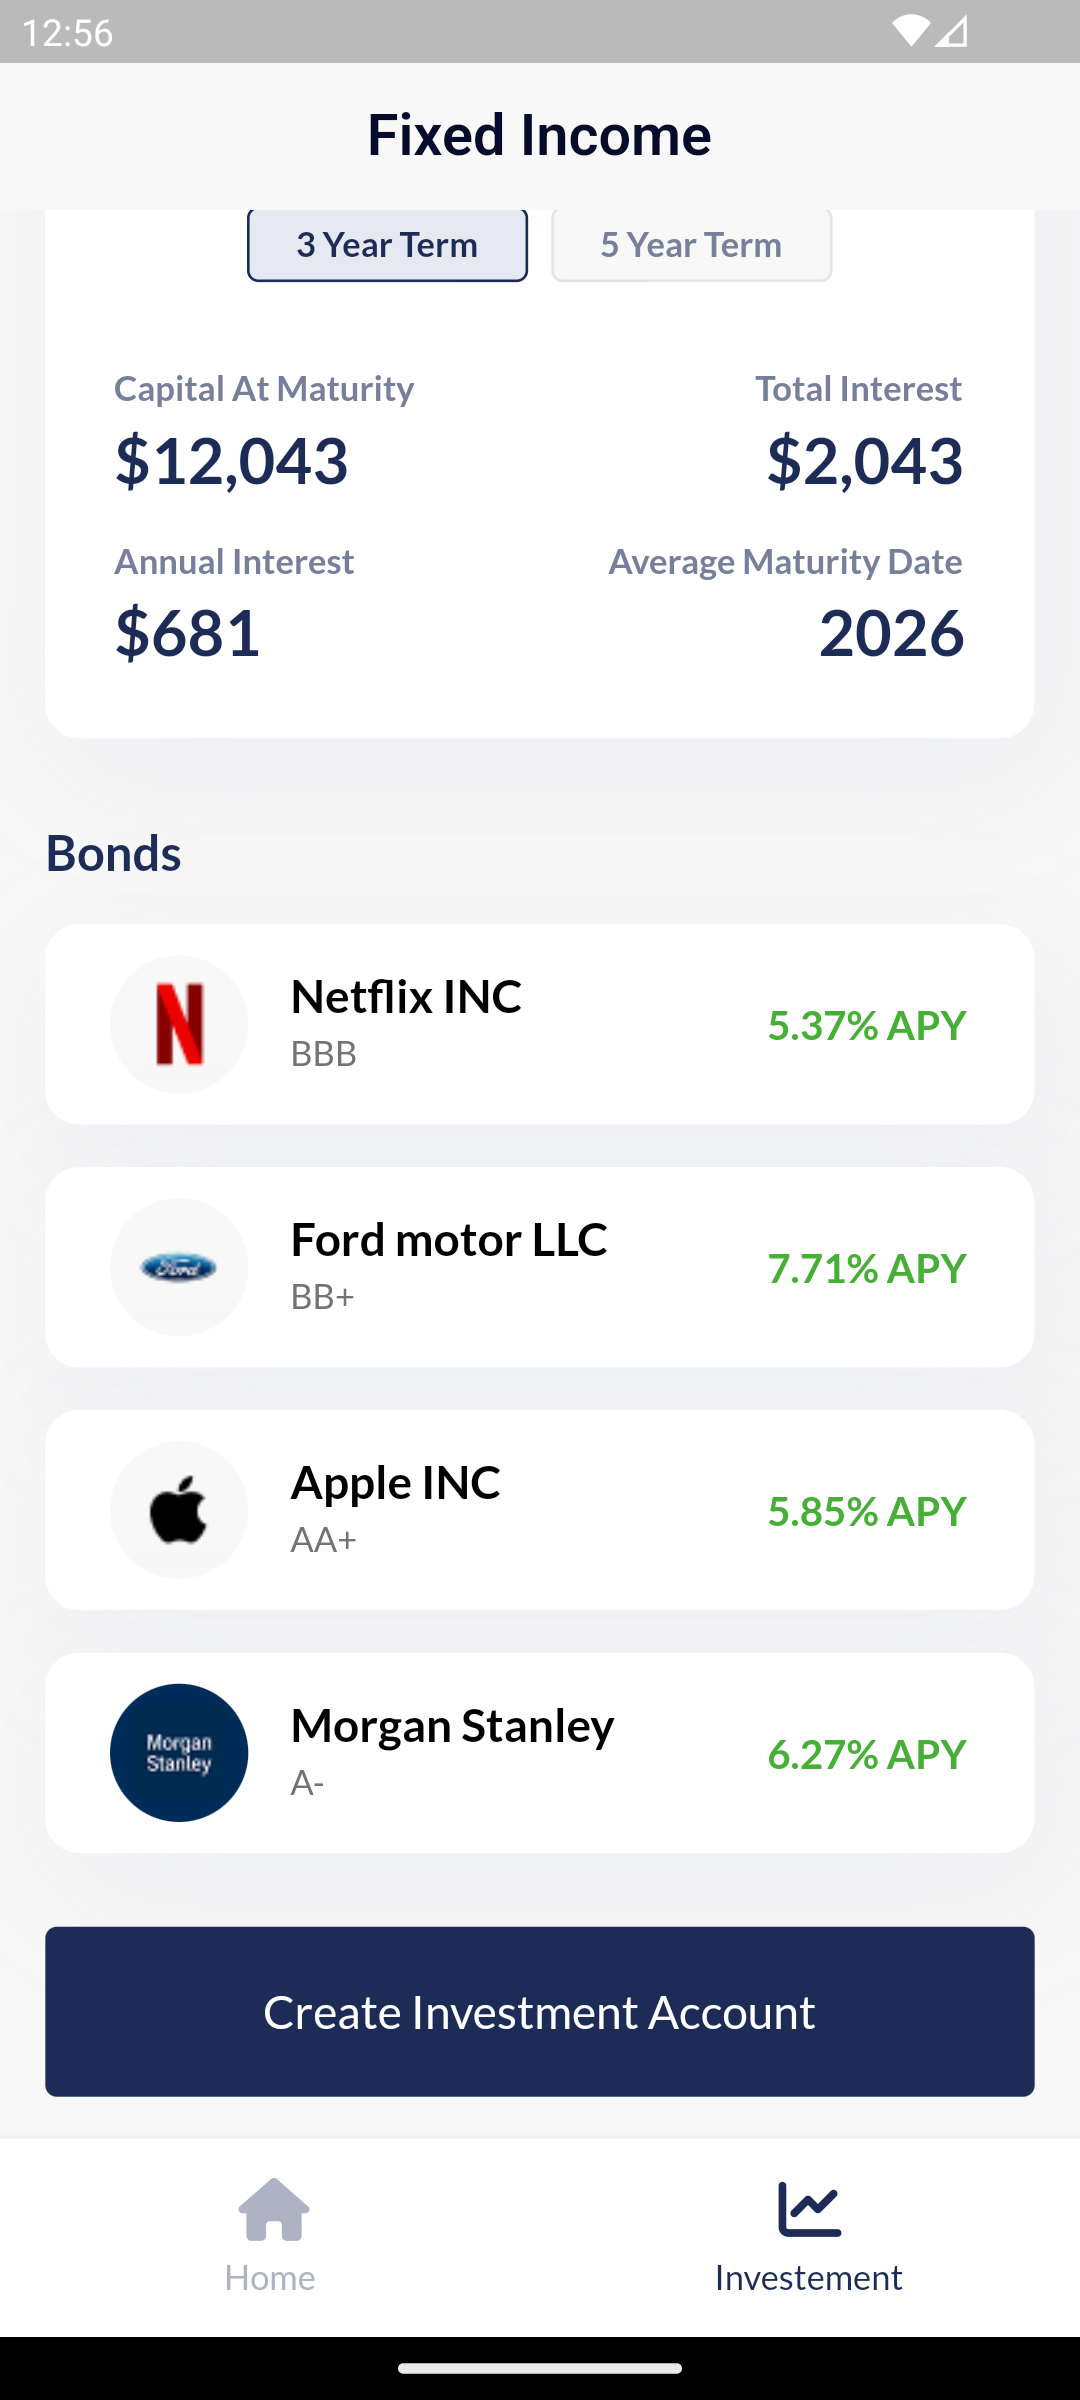 12:56
Fixed Income
3 Year Term
5 Year Term
Capital At Maturity
Total Interest
$12,043
$2,043
Annual Interest
Average Maturity Date
$681
2026
Bonds
Netflix INC
BBB
5.37% APY
Ford
Ford motor LLC
BB+
7.71% APY
Apple INC
AA+
5.85% APY
Morgan
Stanley
Morgan Stanley
A-
6.27% APY
Create Investment Account
Home
Investement